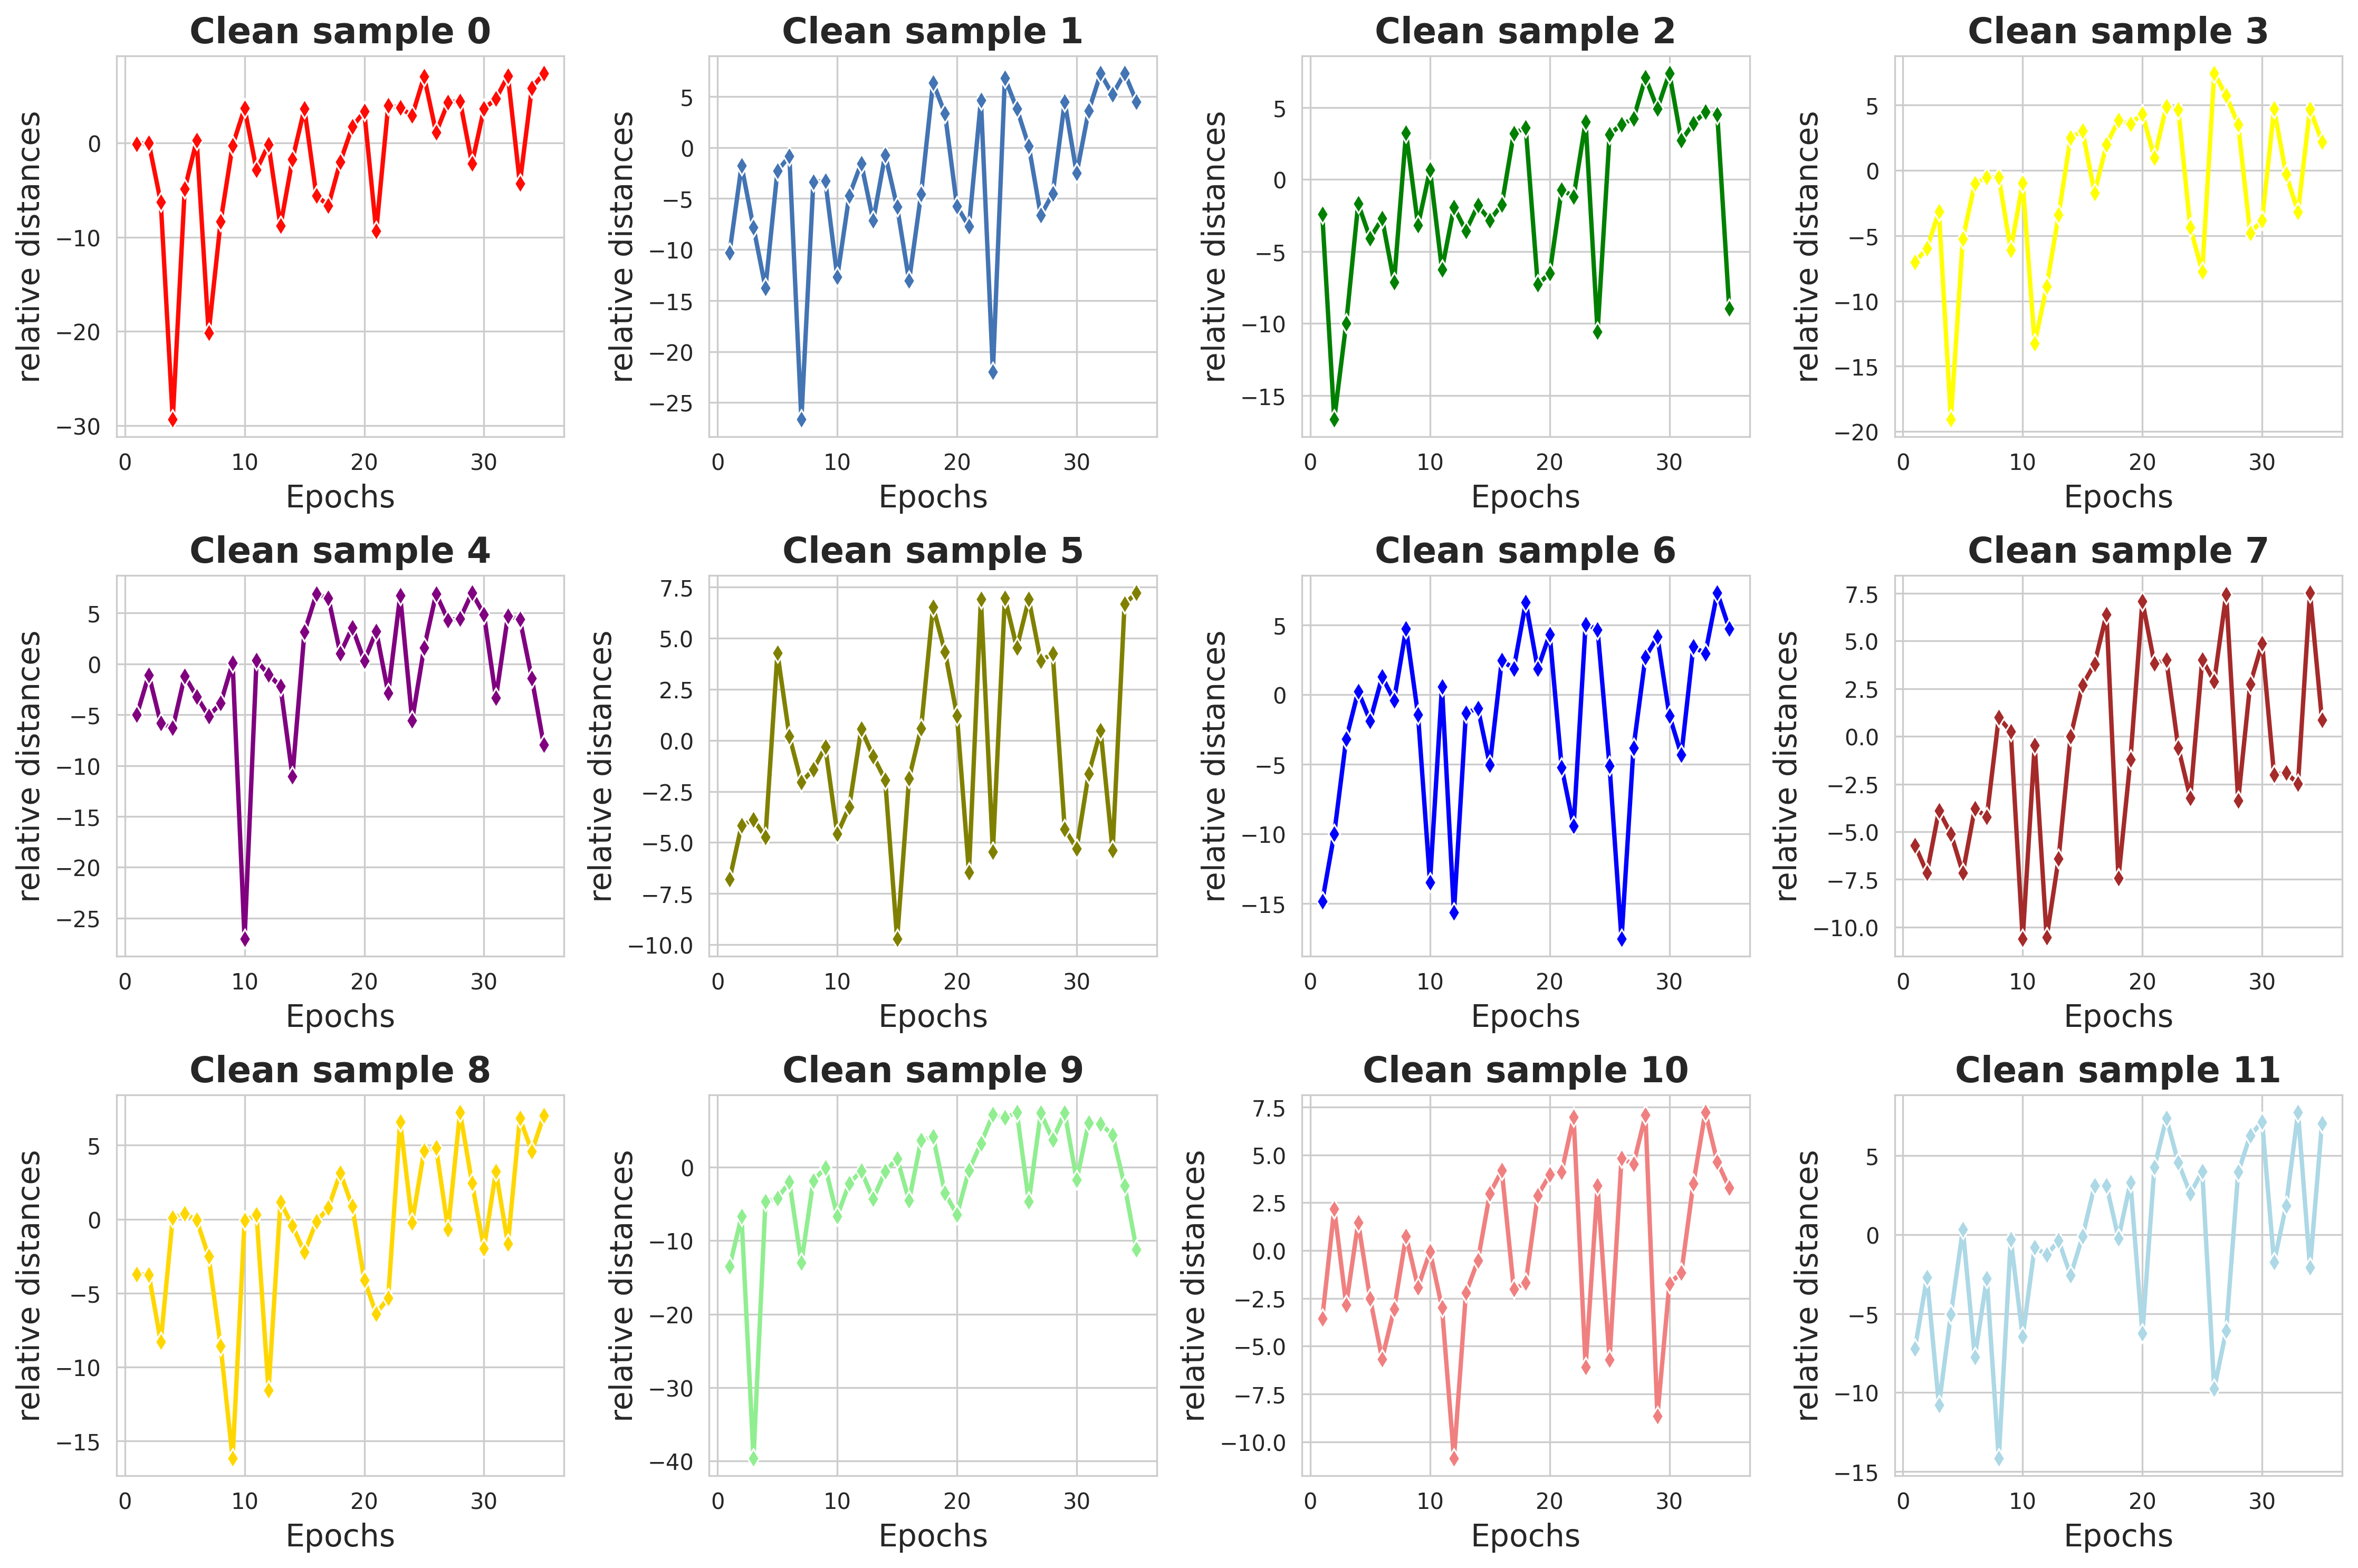 Clean sample 0
Clean sample 1
Clean sample 2
Clean sample 3
relative distances
0
−10
−20
−30
0 10 20 30
Epochs
relative distances
5
0
−5
−10
−15
−20
−25
0 10 20 30
Epochs
relative distances
5
0
−5
−10
−15
0 10 20 30
Epochs
relative distances
5
0
−5
−10
−15
−20
0 10 20 30
Epochs
Clean sample 4
Clean sample 5
Clean sample 6
Clean sample 7
relative distances
5
0
−5
−10
−15
−20
−25
0 10 20 30
Epochs
relative distances
7.5
5.0
2.5
0.0
−2.5
−5.0
−7.5
−10.0
0 10 20 30
Epochs
relative distances
5
0
−5
−10
−15
0 10 20 30
Epochs
relative distances
7.5
5.0
2.5
0.0
−2.5
−5.0
−7.5
−10.0
0 10 20 30
Epochs
Clean sample 8
Clean sample 9
Clean sample 10
Clean sample 11
relative distances
5
0
−5
−10
−15
0 10 20 30
Epochs
relative distances
0
−10
−20
−30
−40
0 10 20 30
Epochs
relative distances
7.5
5.0
2.5
0.0
−2.5
−5.0
−7.5
−10.0
0 10 20 30
Epochs
relative distances
5
0
−5
−10
−15
0 10 20 30
Epochs